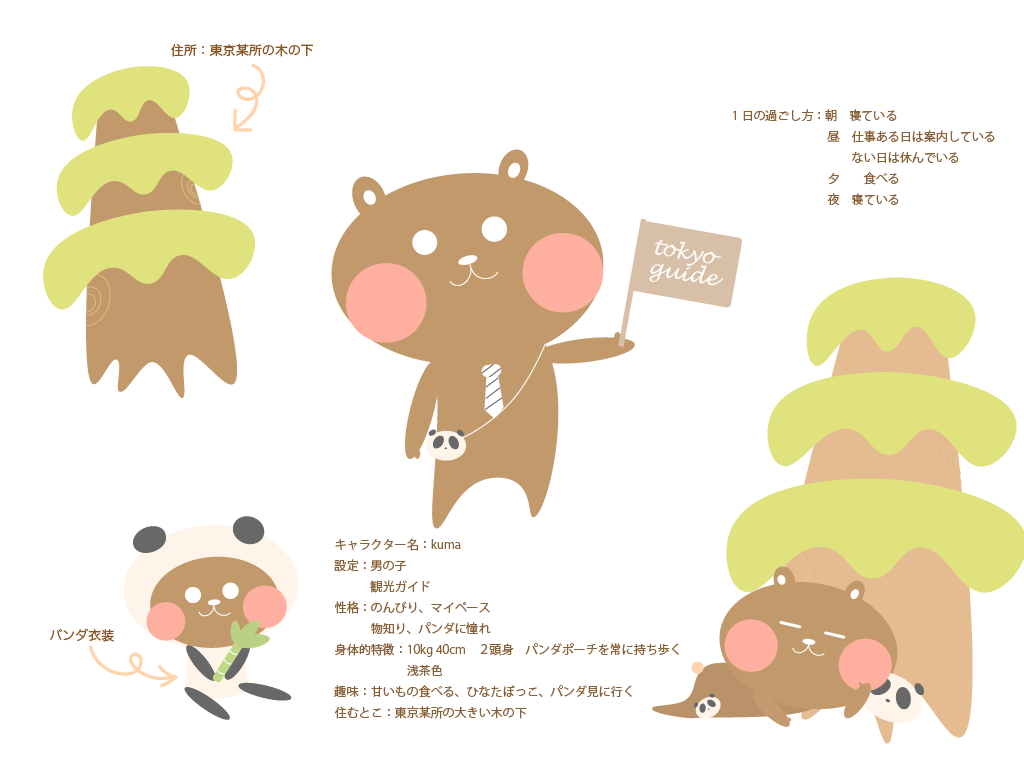 住所：東京某所の木の下
1日の過ごし方：朝　寝ている
昼　仕事ある日は案内している
ない日は休んでいる
夕　　食べる
夜　寝ている
tokyo
guide
キャラクター名：kuma
設定：男の子
観光ガイド
性格：のんびり、マイペース
物知り、パンダに憧れ
身体的特徴：10kg 40cm　２頭身　パンダポーチを常に持ち歩く
浅茶色
趣味：甘いもの食べる、ひなたぼっこ、パンダ見に行く
住むとこ：東京某所の大きい木の下
パンダ衣装